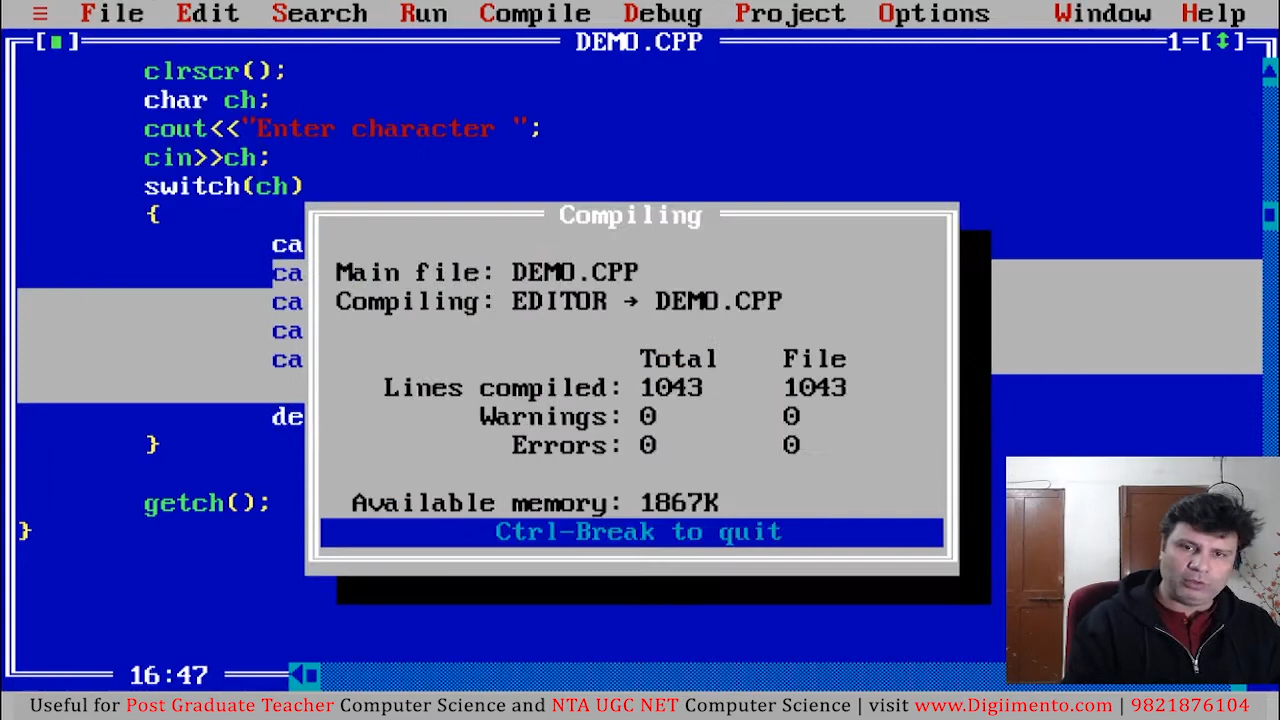 ≡ File Edit Search Run Compile Debug Project Options Window Help
[■] DEMO.CPP 1=[↕]
clrscr();
char ch;
cout<<"Enter character ";
cin>>ch;
switch(ch)
{
ca
ca
ca
ca
ca
de
}
getch();
}
Compiling
Main file: DEMO.CPP
Compiling: EDITOR → DEMO.CPP
Total File
Lines compiled: 1043 1043
Warnings: 0 0
Errors: 0 0
Available memory: 1867K
Ctrl-Break to quit
16:47
Useful for Post Graduate Teacher Computer Science and NTA UGC NET Computer Science | visit www.Digiimento.com | 9821876104